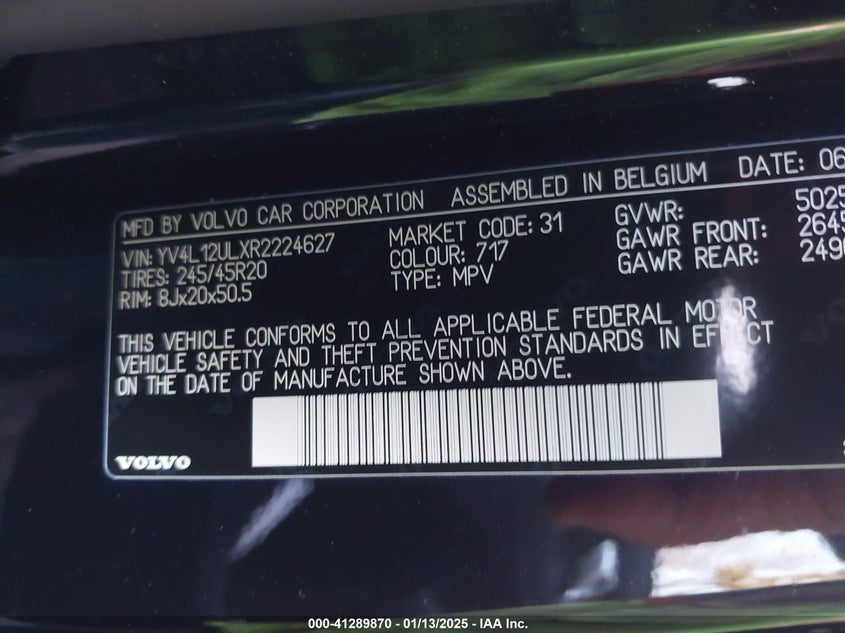 MFD BY VOLVO CAR CORPORATION ASSEMBLED IN BELGIUM DATE: 06
VIN: YV4L12ULXR2224627 MARKET CODE: 31 GVWR: 5025
TIRES: 245/45R20 COLOUR: 717 GAWR FRONT: 2645
RIM: 8Jx20x50.5 TYPE: MPV GAWR REAR: 249
THIS VEHICLE CONFORMS TO ALL APPLICABLE FEDERAL MOTOR
VEHICLE SAFETY AND THEFT PREVENTION STANDARDS IN EFFECT
ON THE DATE OF MANUFACTURE SHOWN ABOVE.
VOLVO
000-41289870 - 01/13/2025 - IAA Inc.